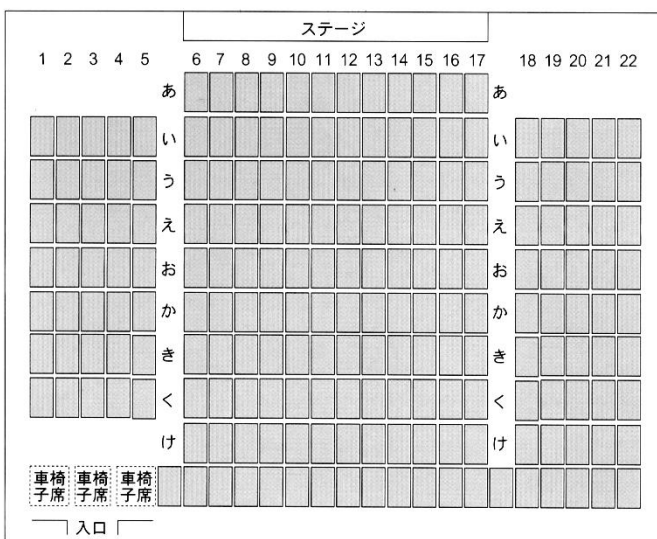 ステージ
1 2 3 4 5 6 7 8 9 10 11 12 13 14 15 16 17 18 19 20 21 22
あ あ
い い
う う
え え
お お
か か
き き
く く
け け
車椅子席 車椅子席 車椅子席
入口